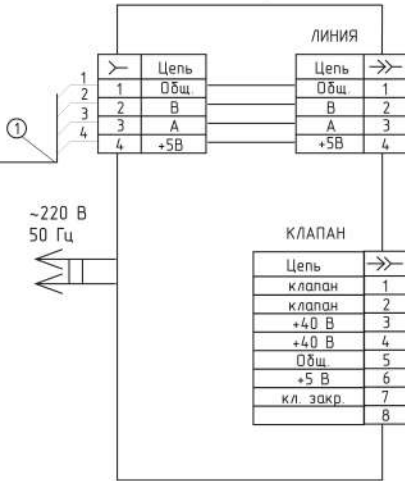 ЛИНИЯ
Цепь Цепь
1 1 Общ. Общ. 1
2 2 В В 2
3 3 А А 3
4 4 +5В +5В 4
1
~220 В
50 Гц
КЛАПАН
Цепь
клапан 1
клапан 2
+40 В 3
+40 В 4
Общ. 5
+5 В 6
кл. закр. 7
8